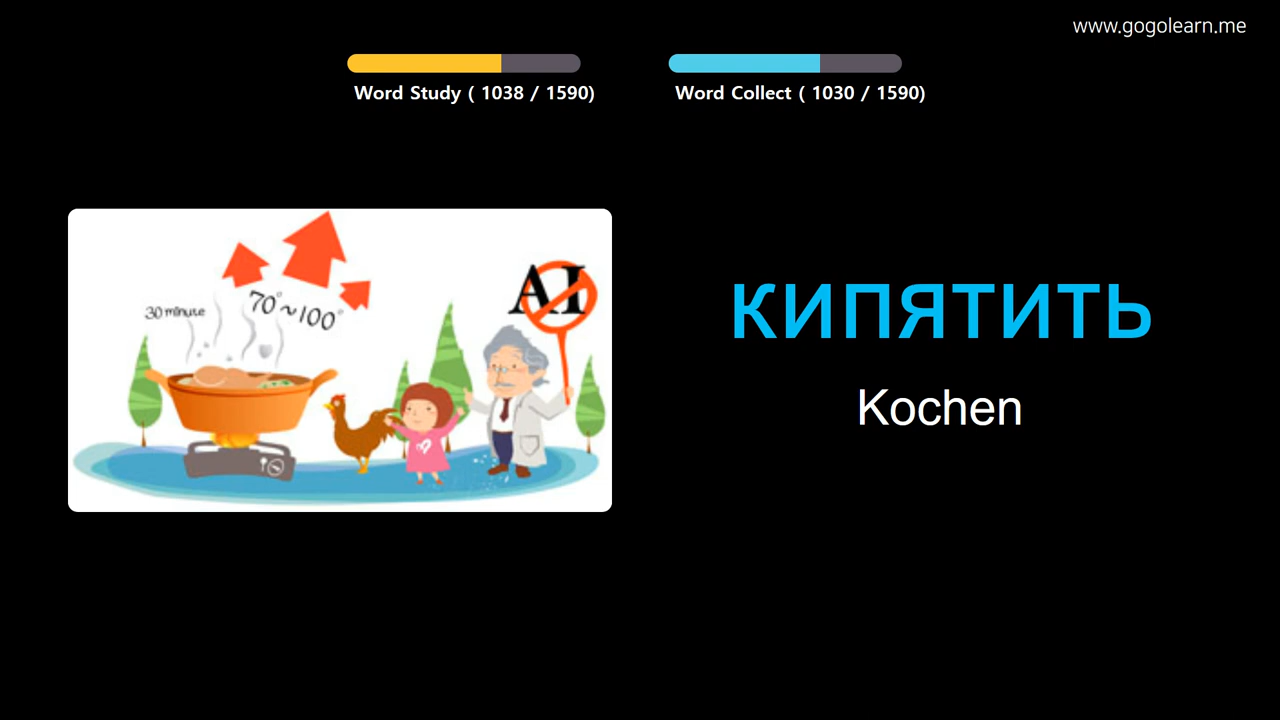 www.gogolearn.me
Word Study ( 1038 / 1590)
Word Collect ( 1030 / 1590)
30 minute
70°~100°
AI
кипятить
Kochen